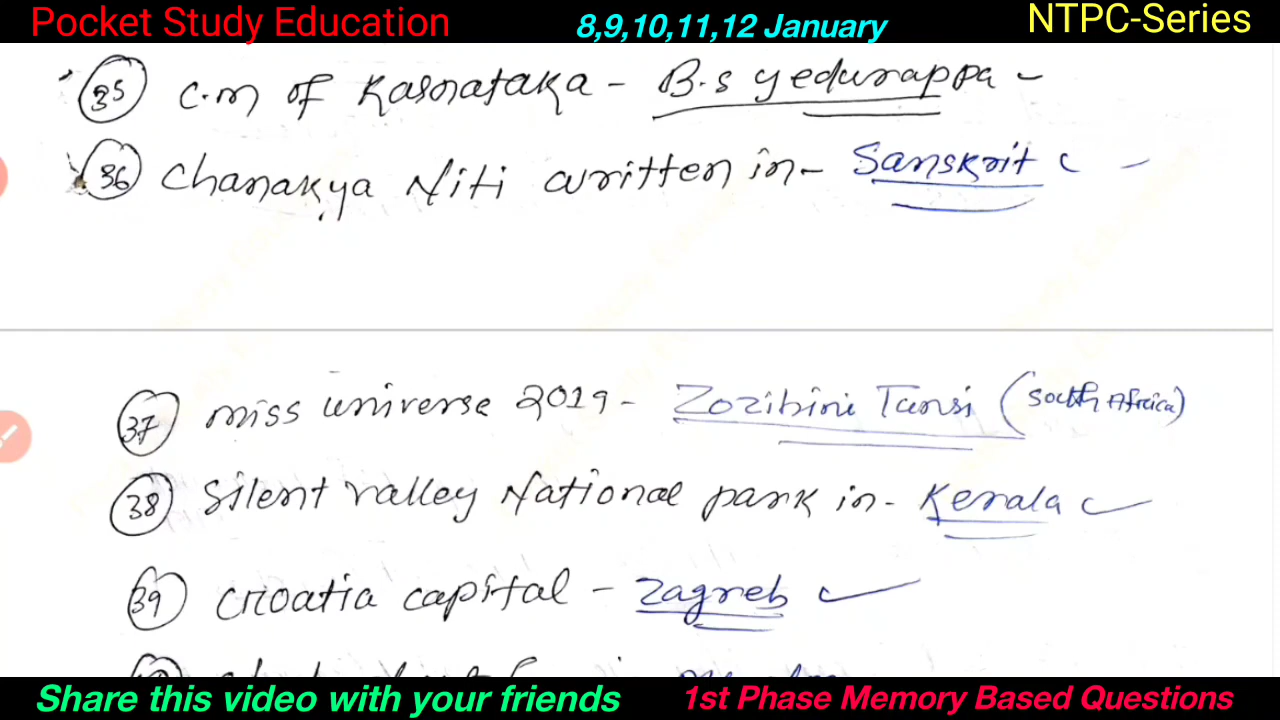 Pocket Study Education 8,9,10,11,12 January NTPC-Series
35 C.M of Karnataka - B.S Yedurappa
36 Chanakya Niti written in - Sanskrit
37 miss universe 2019 - Zozibini Tunsi (South Africa)
38 Silent valley National park in - Kerala
39 Croatia capital - Zagreb
Share this video with your friends 1st Phase Memory Based Questions